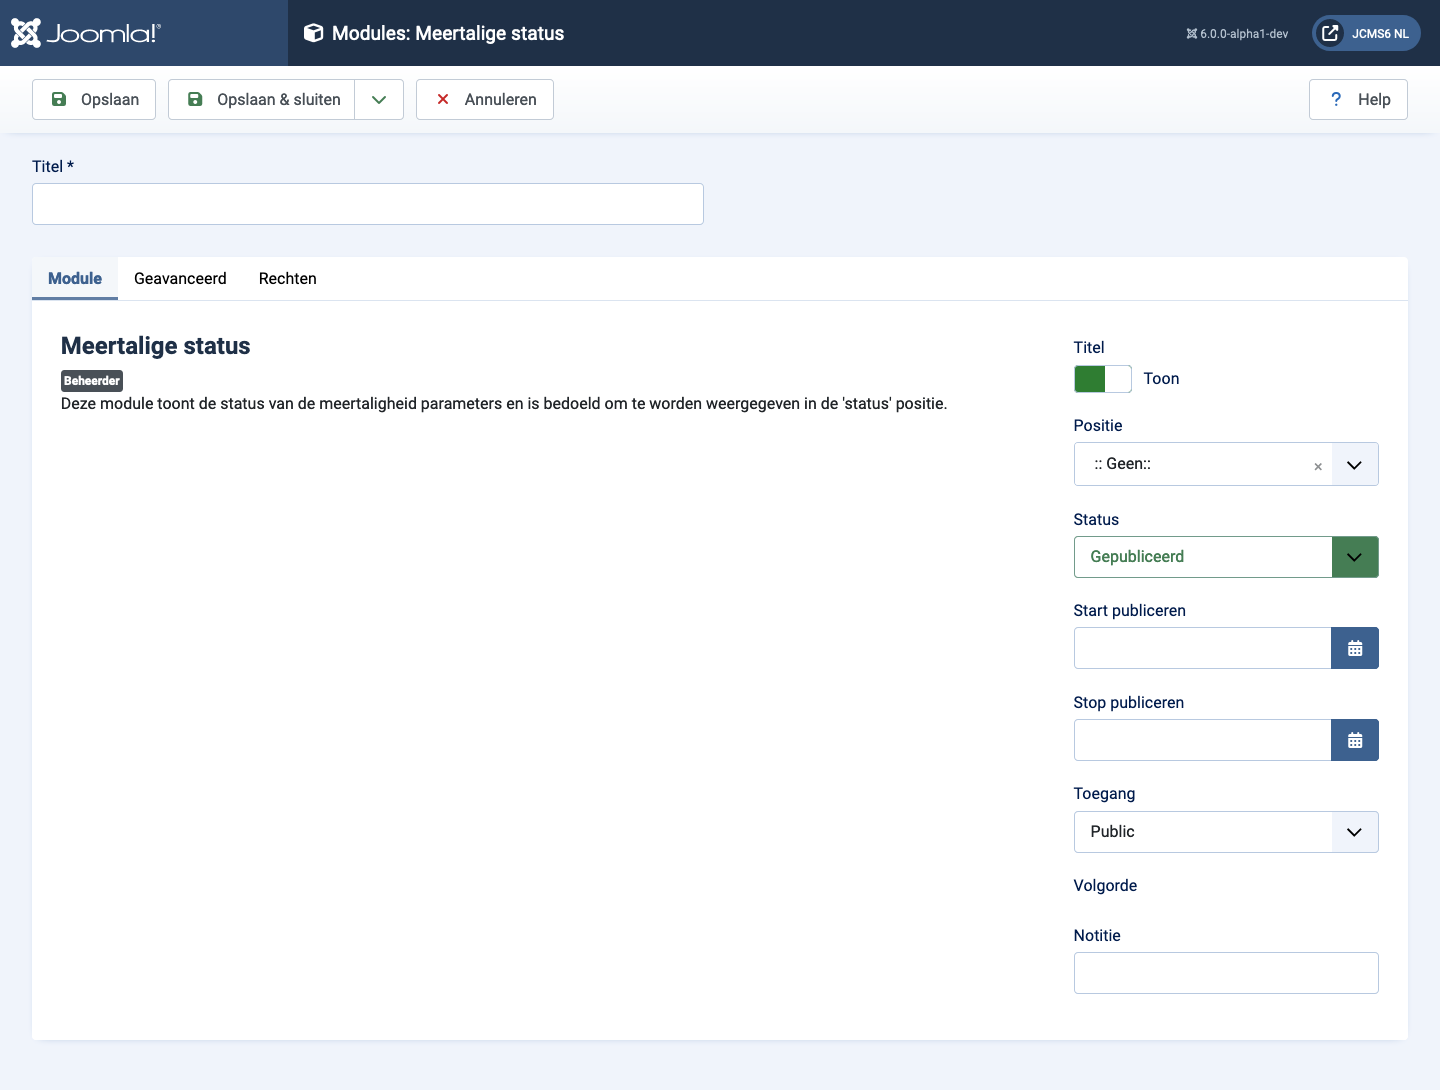 Joomla!®
Modules: Meertalige status
6.0.0-alpha1-dev
JCMS6 NL
Opslaan
Opslaan & sluiten
Annuleren
? Help
Titel *
Module
Geavanceerd
Rechten
Meertalige status
Beheerder
Deze module toont de status van de meertaligheid parameters en is bedoeld om te worden weergegeven in de 'status' positie.
Titel
Toon
Positie
:: Geen::
×
Status
Gepubliceerd
Start publiceren
Stop publiceren
Toegang
Public
Volgorde
Notitie